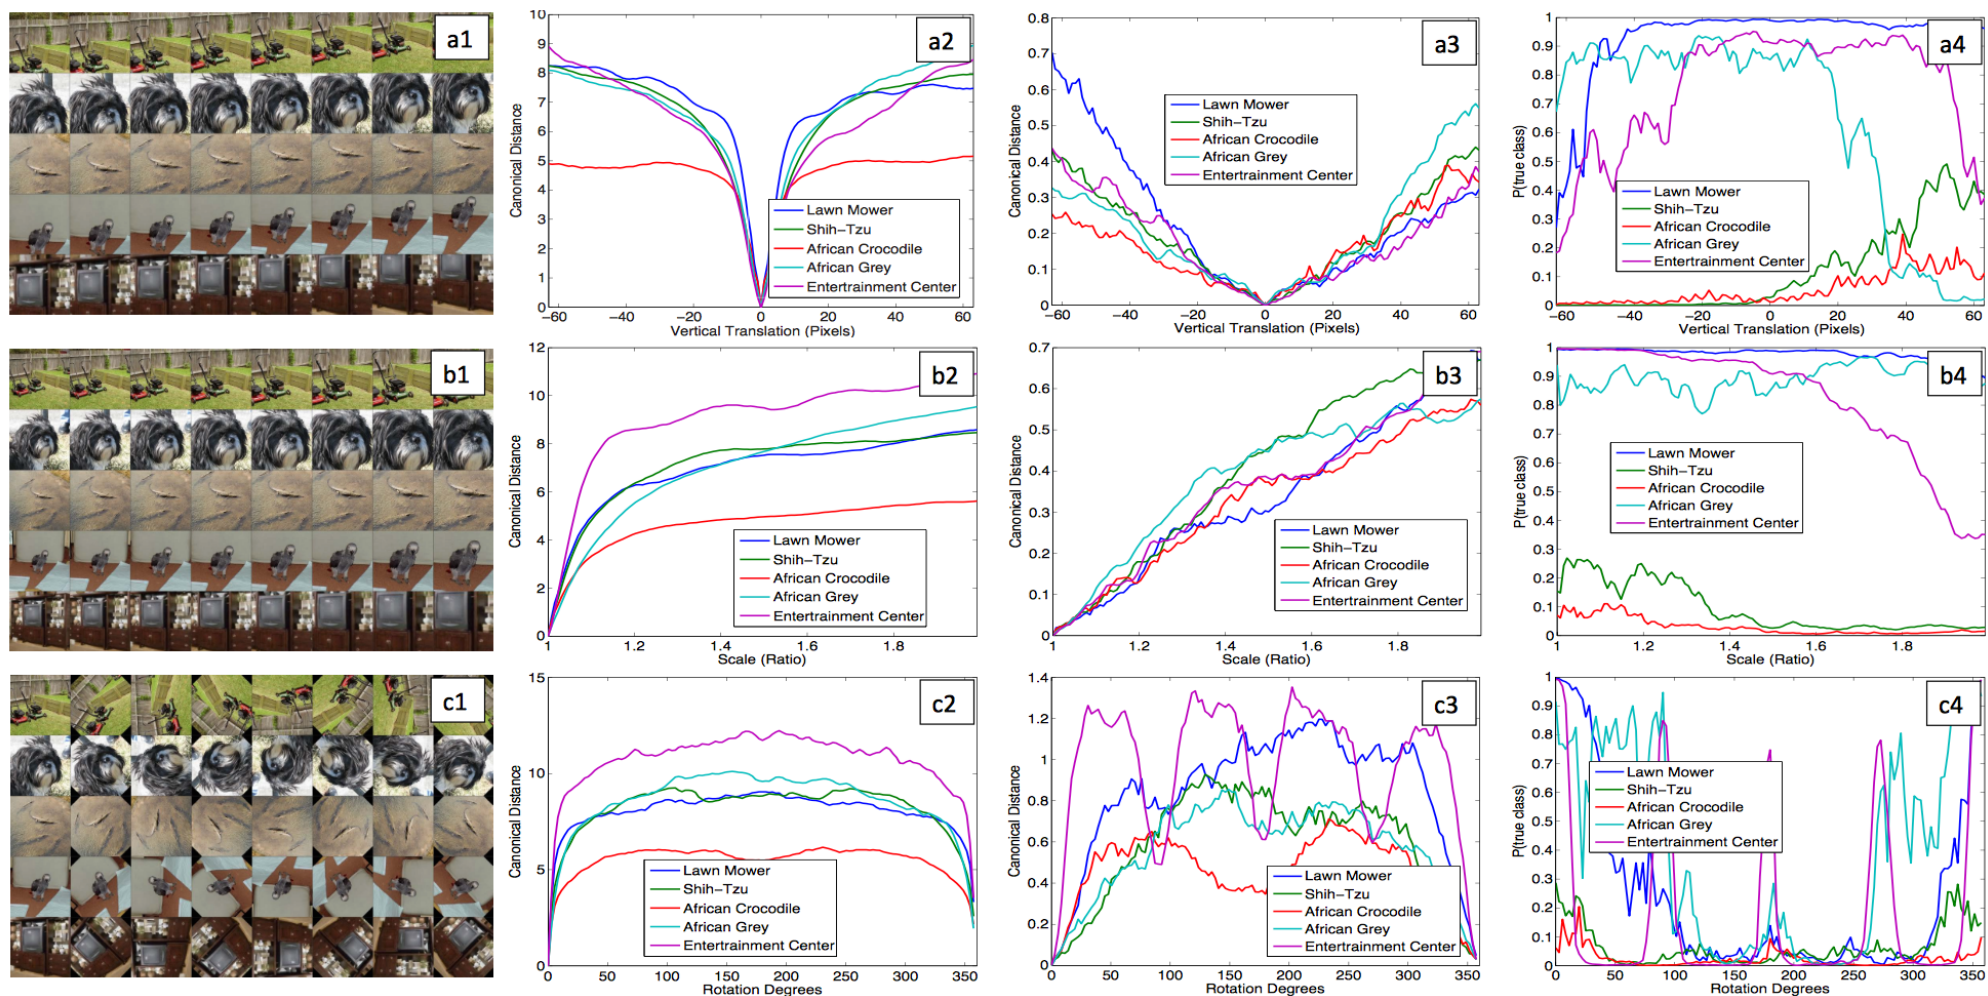 a1
a2
10
9
8
7
6
5
4
3
2
1
0
−60
−40
−20
0
20
40
60
Canonical Distance
Vertical Translation (Pixels)
Lawn Mower
Shih−Tzu
African Crocodile
African Grey
Entertrainment Center
a3
0.8
0.7
0.6
0.5
0.4
0.3
0.2
0.1
0
−60
−40
−20
0
20
40
60
Canonical Distance
Vertical Translation (Pixels)
Lawn Mower
Shih−Tzu
African Crocodile
African Grey
Entertrainment Center
a4
1
0.9
0.8
0.7
0.6
0.5
0.4
0.3
0.2
0.1
0
−60
−40
−20
0
20
40
60
P(true class)
Vertical Translation (Pixels)
Lawn Mower
Shih−Tzu
African Crocodile
African Grey
Entertrainment Center
b1
b2
12
10
8
6
4
2
0
1
1.2
1.4
1.6
1.8
Canonical Distance
Scale (Ratio)
Lawn Mower
Shih−Tzu
African Crocodile
African Grey
Entertrainment Center
b3
0.7
0.6
0.5
0.4
0.3
0.2
0.1
0
1
1.2
1.4
1.6
1.8
Canonical Distance
Scale (Ratio)
Lawn Mower
Shih−Tzu
African Crocodile
African Grey
Entertrainment Center
b4
1
0.9
0.8
0.7
0.6
0.5
0.4
0.3
0.2
0.1
0
1
1.2
1.4
1.6
1.8
P(true class)
Scale (Ratio)
Lawn Mower
Shih−Tzu
African Crocodile
African Grey
Entertrainment Center
c1
c2
15
10
5
0
0
50
100
150
200
250
300
350
Canonical Distance
Rotation Degrees
Lawn Mower
Shih−Tzu
African Crocodile
African Grey
Entertrainment Center
c3
1.4
1.2
1
0.8
0.6
0.4
0.2
0
0
50
100
150
200
250
300
350
Canonical Distance
Rotation Degrees
Lawn Mower
Shih−Tzu
African Crocodile
African Grey
Entertrainment Center
c4
1
0.9
0.8
0.7
0.6
0.5
0.4
0.3
0.2
0.1
0
0
50
100
150
200
250
300
350
P(true class)
Rotation Degrees
Lawn Mower
Shih−Tzu
African Crocodile
African Grey
Entertrainment Center